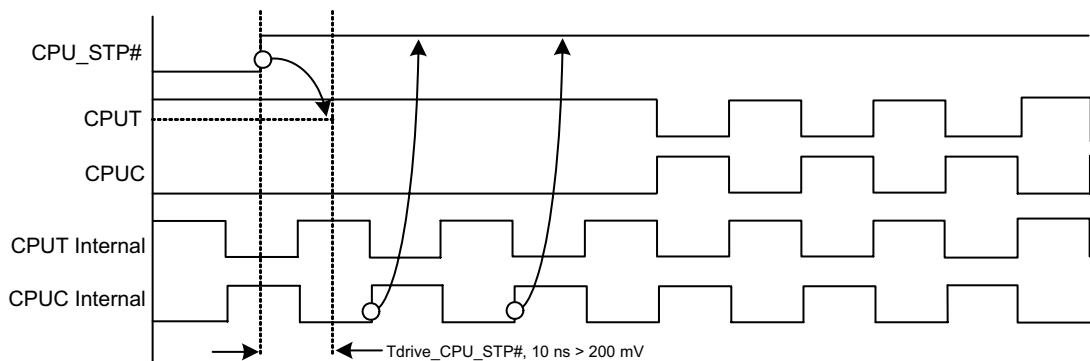 CPU_STP#
CPUT
CPUC
CPUT Internal
CPUC Internal
Tdrive_CPU_STP#, 10 ns > 200 mV